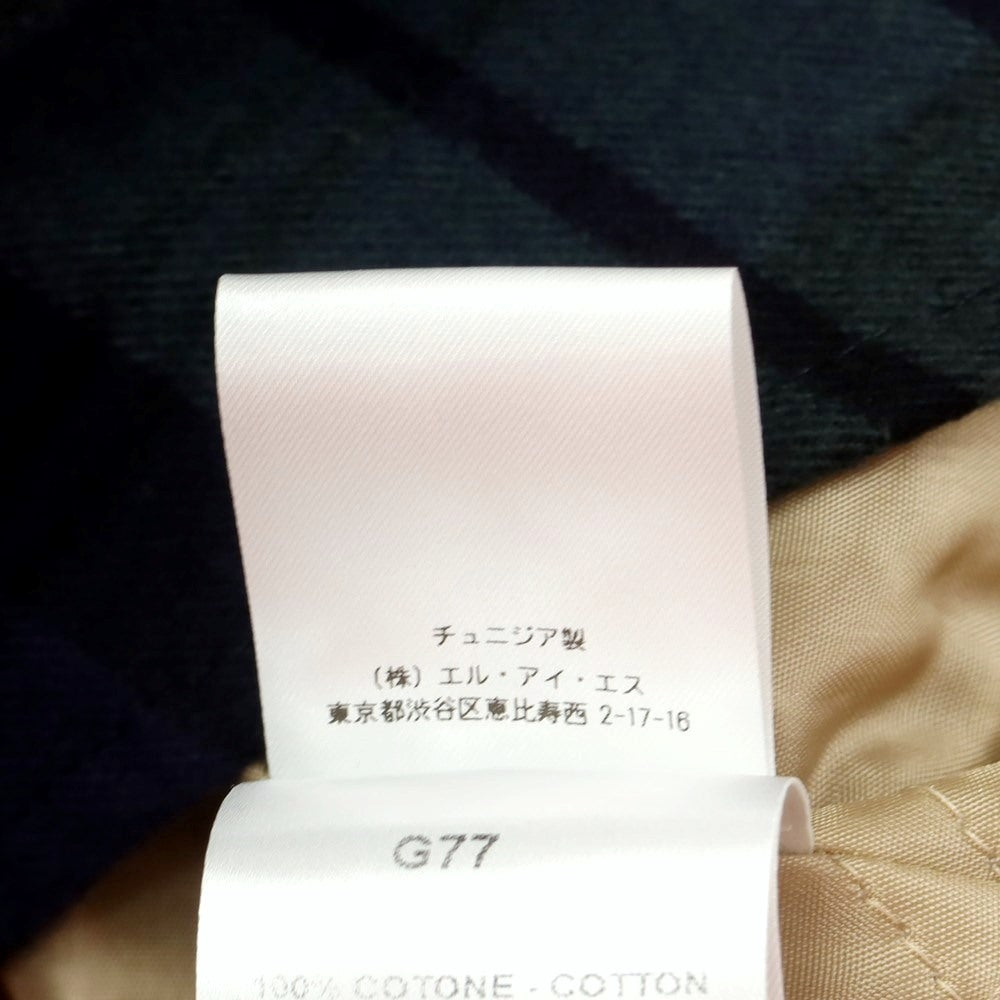 チュニジア製
(株) エル・アイ・エス
東京都渋谷区恵比寿西 2-17-16
G77
100% COTONE - COTTON